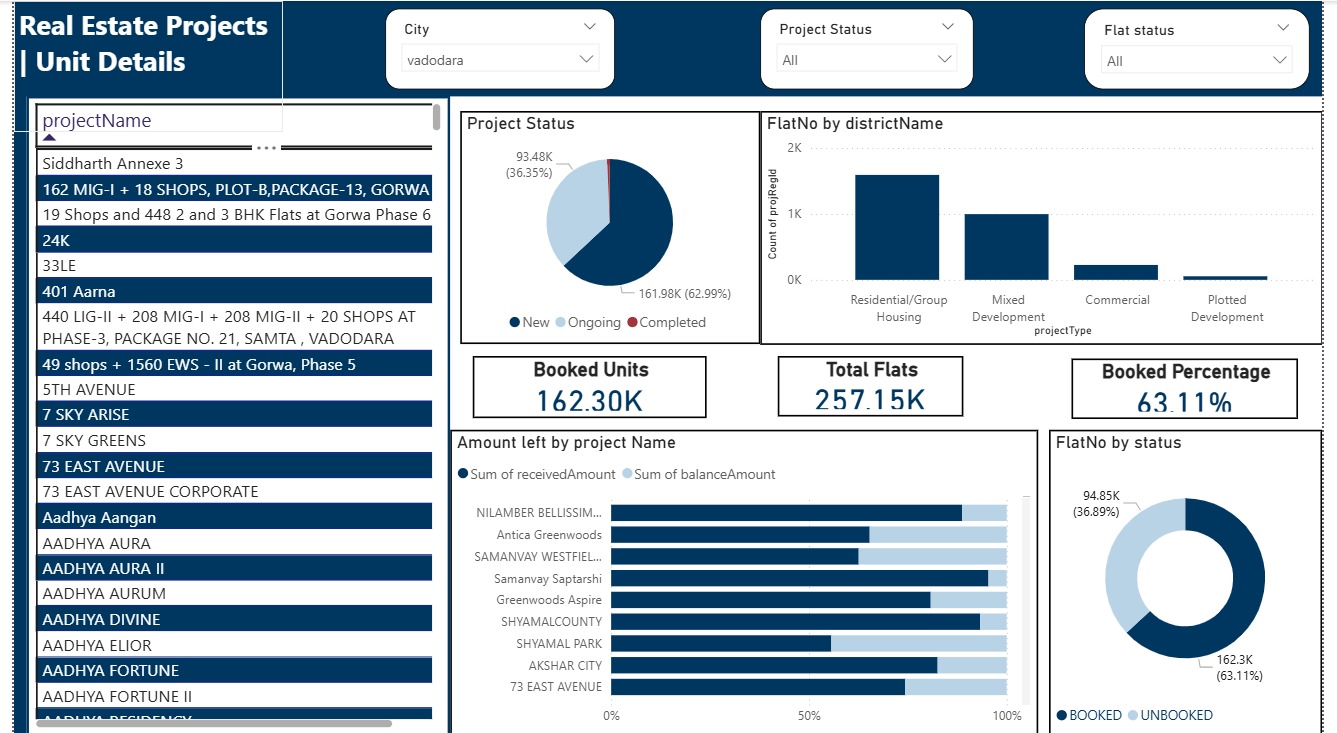 Real Estate Projects
| Unit Details
City
vadodara
Project Status
All
Flat status
All
projectName
Siddharth Annexe 3
162 MIG-I + 18 SHOPS, PLOT-B,PACKAGE-13, GORWA
19 Shops and 448 2 and 3 BHK Flats at Gorwa Phase 6
24K
33LE
401 Aarna
440 LIG-II + 208 MIG-I + 208 MIG-II + 20 SHOPS AT
PHASE-3, PACKAGE NO. 21, SAMTA , VADODARA
49 shops + 1560 EWS - II at Gorwa, Phase 5
5TH AVENUE
7 SKY ARISE
7 SKY GREENS
73 EAST AVENUE
73 EAST AVENUE CORPORATE
Aadhya Aangan
AADHYA AURA
AADHYA AURA II
AADHYA AURUM
AADHYA DIVINE
AADHYA ELIOR
AADHYA FORTUNE
AADHYA FORTUNE II
AADHYA RESIDENCY
Project Status
93.48K
(36.35%)
161.98K (62.99%)
New Ongoing Completed
FlatNo by districtName
2K
1K
0K
Count of projRegId
Residential/Group
Housing
Mixed
Development
Commercial
Plotted
Development
projectType
Booked Units
162.30K
Total Flats
257.15K
Booked Percentage
63.11%
Amount left by project Name
Sum of receivedAmount Sum of balanceAmount
NILAMBER BELLISSIM...
Antica Greenwoods
SAMANVAY WESTFIEL...
Samanvay Saptarshi
Greenwoods Aspire
SHYAMALCOUNTY
SHYAMAL PARK
AKSHAR CITY
73 EAST AVENUE
0% 50% 100%
FlatNo by status
94.85K
(36.89%)
162.3K
(63.11%)
BOOKED UNBOOKED